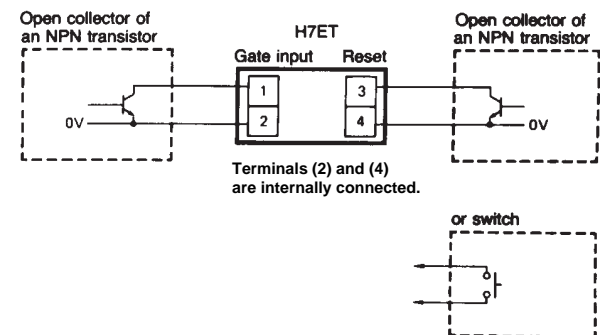 Open collector of
an NPN transistor
H7ET
Open collector of
an NPN transistor
Gate input
Reset
1
3
0V
2
4
0V
Terminals (2) and (4)
are internally connected.
or switch